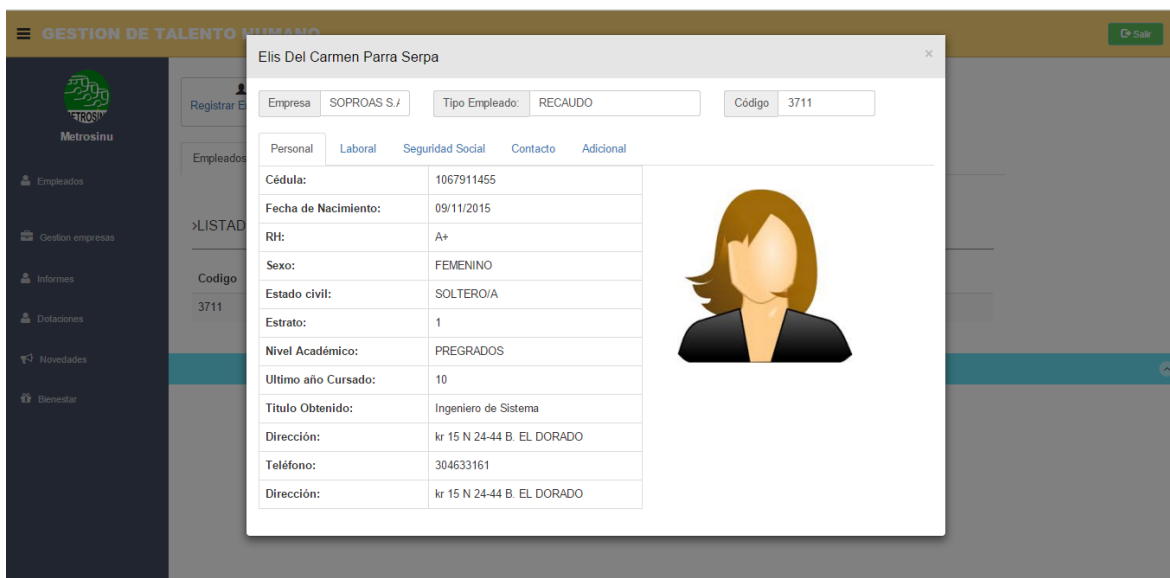 GESTION DE TALENTO HUMANO
Salir
Elis Del Carmen Parra Serpa
×
Empresa SOPROAS S.A
Tipo Empleado: RECAUDO
Código 3711
Personal Laboral Seguridad Social Contacto Adicional
Cédula: 1067911455
Fecha de Nacimiento: 09/11/2015
RH: A+
Sexo: FEMENINO
Estado civil: SOLTERO/A
Estrato: 1
Nivel Académico: PREGRADOS
Ultimo año Cursado: 10
Titulo Obtenido: Ingeniero de Sistema
Dirección: kr 15 N 24-44 B. EL DORADO
Teléfono: 304633161
Dirección: kr 15 N 24-44 B. EL DORADO
METROSINU
Metrosinu
Empleados
Gestion empresas
Informes
Dotaciones
Novedades
Bienestar
Registrar E
Empleados
>LISTAD
Codigo
3711